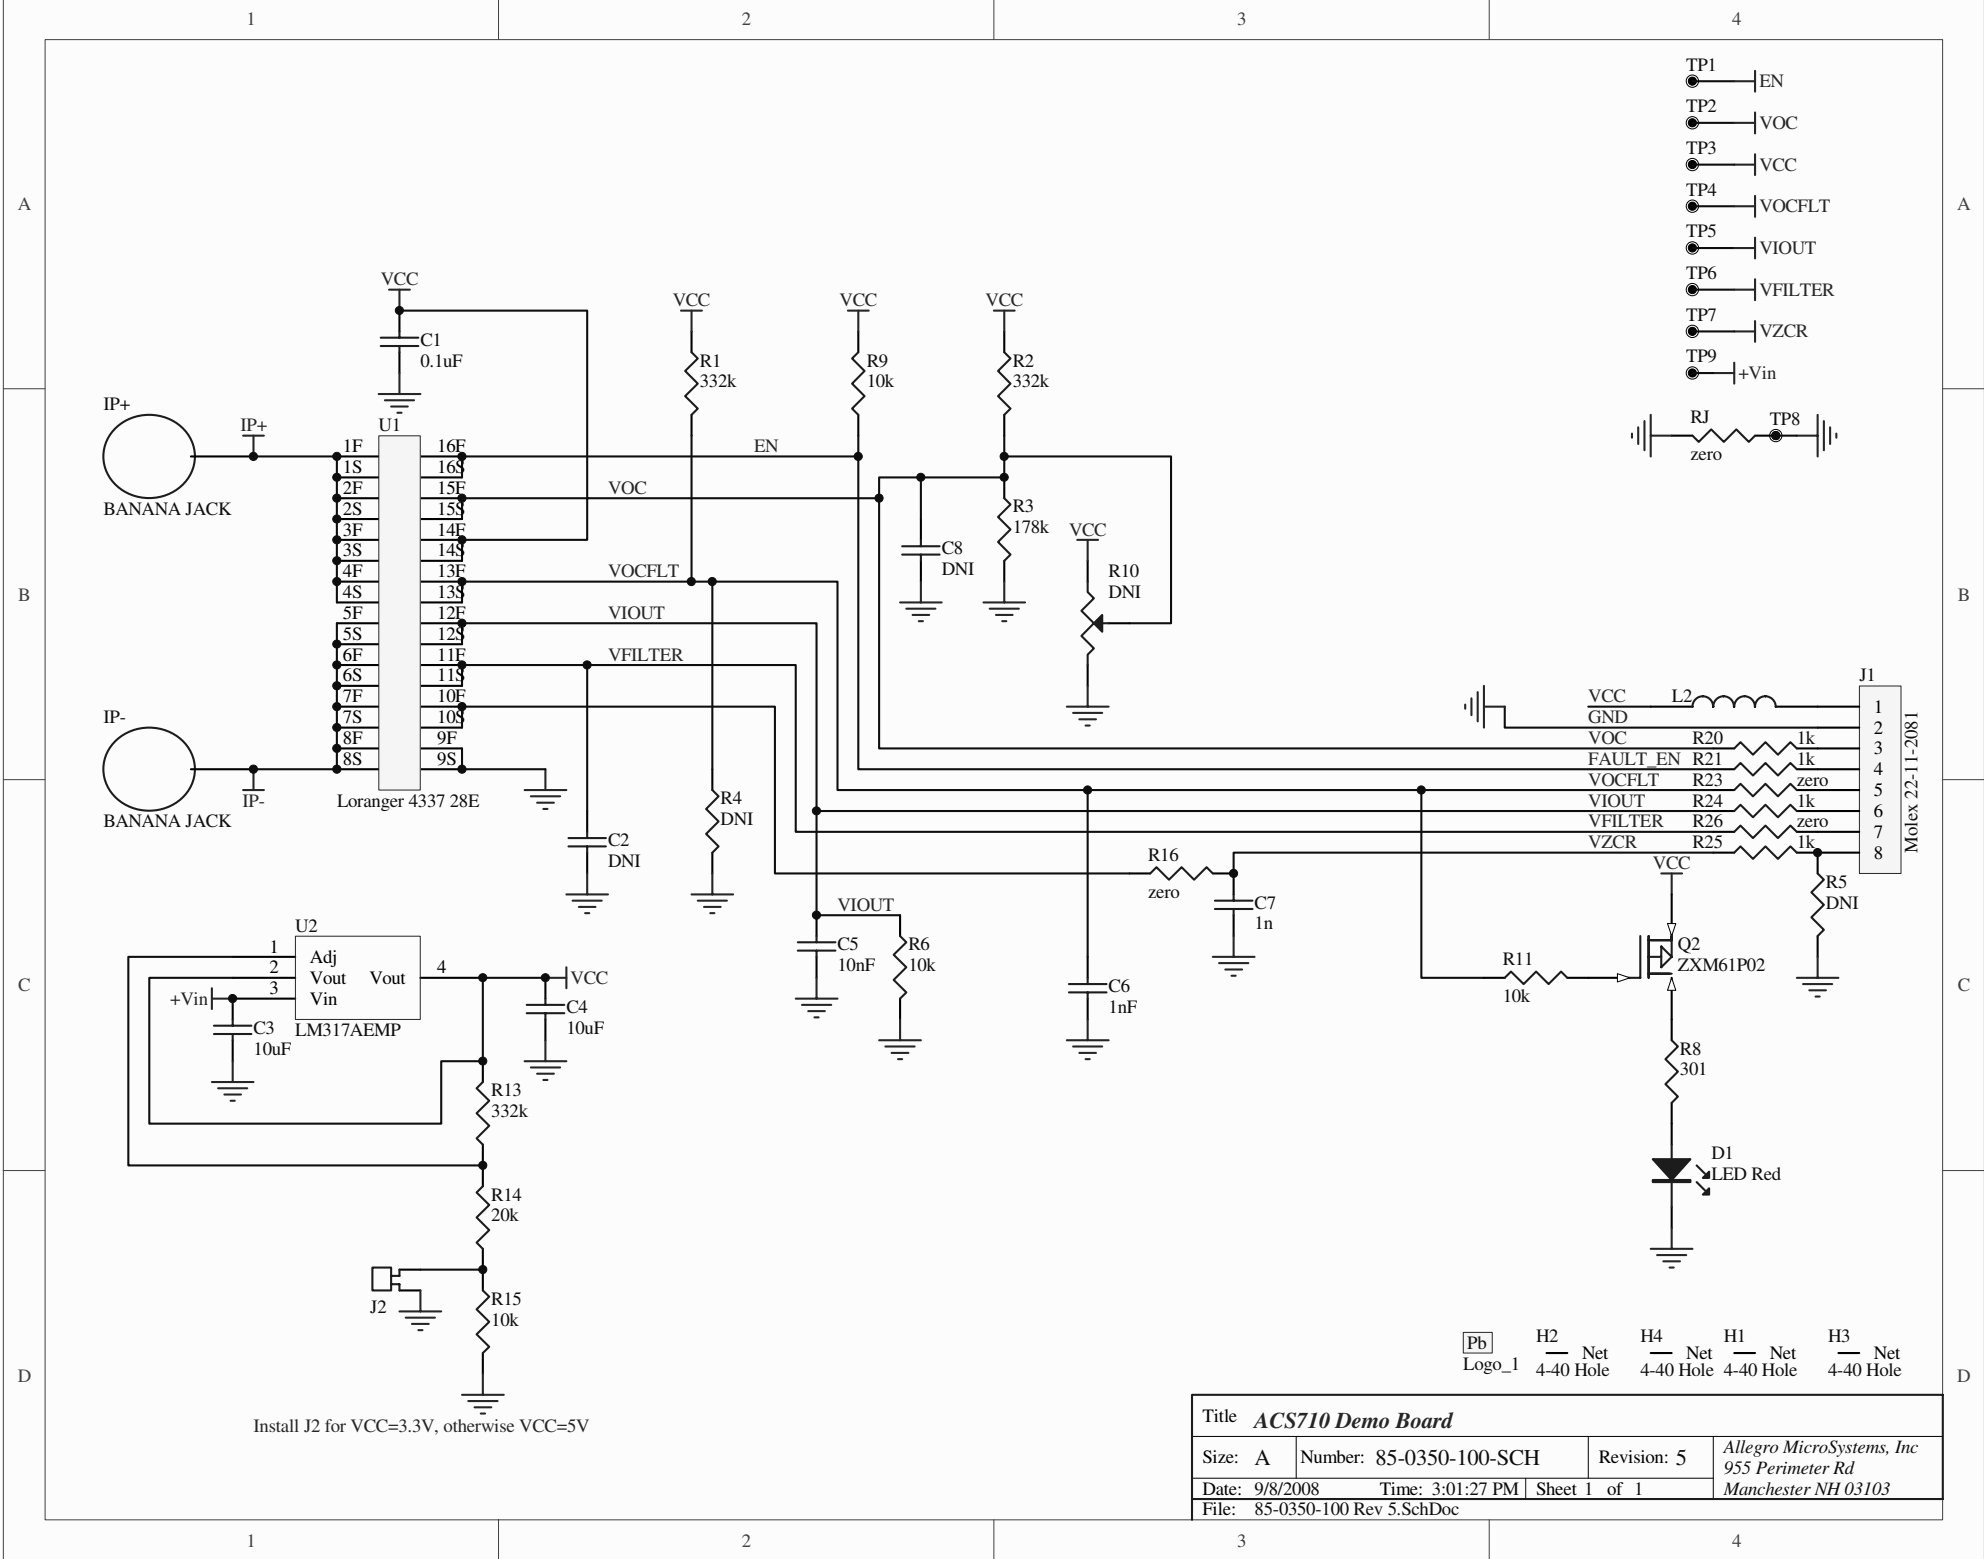 1 2 3 4
A A
B B
C C
D D
TP1
EN
TP2
VOC
TP3
VCC
TP4
VOCFLT
TP5
VIOUT
TP6
VFILTER
TP7
VZCR
TP9
+Vin
RJ TP8
zero
VCC
C1
0.1uF
VCC
R1
332k
VCC
R9
10k
VCC
R2
332k
IP+
IP+
BANANA JACK
U1
1F 16F
1S 16S
2F 15F
2S 15S
3F 14F
3S 14S
4F 13F
4S 13S
5F 12F
5S 12S
6F 11F
6S 11S
7F 10F
7S 10S
8F 9F
8S 9S
Loranger 4337 28E
EN
VOC
VOCFLT
VIOUT
VFILTER
R3
178k
C8
DNI
VCC
R10
DNI
IP-
IP-
BANANA JACK
J1
VCC L2 1
GND 2
VOC R20 1k 3
FAULT_EN R21 1k 4
VOCFLT R23 zero 5
VIOUT R24 1k 6
VFILTER R26 zero 7
VZCR R25 1k 8
Molex 22-11-2081
R4
DNI
C2
DNI
R16
zero
C7
1n
VCC
R5
DNI
VIOUT
C5
10nF
R6
10k
C6
1nF
R11
10k
Q2
ZXM61P02
R8
301
D1
LED Red
U2
1 Adj
2 Vout Vout 4
3 Vin
+Vin
VCC
LM317AEMP
C3
10uF
C4
10uF
R13
332k
R14
20k
J2
R15
10k
Install J2 for VCC=3.3V, otherwise VCC=5V
Pb
Logo_1
H2
Net
4-40 Hole
H4
Net
4-40 Hole
H1
Net
4-40 Hole
H3
Net
4-40 Hole
Title ACS710 Demo Board
Size: A Number: 85-0350-100-SCH Revision: 5
Allegro MicroSystems, Inc
955 Perimeter Rd
Manchester NH 03103
Date: 9/8/2008 Time: 3:01:27 PM Sheet 1 of 1
File: 85-0350-100 Rev 5.SchDoc
1 2 3 4